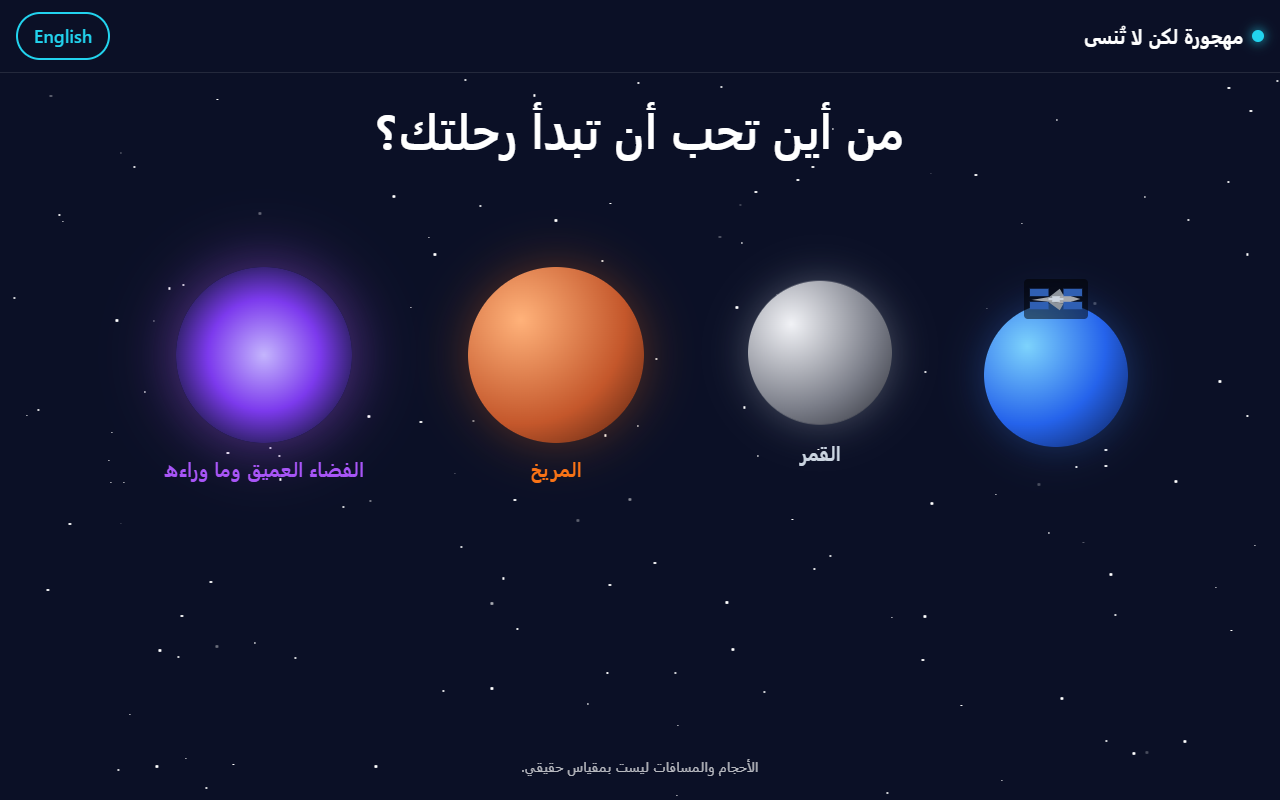 مهجورة لكن لا تُنسى
English
من أين تحب أن تبدأ رحلتك؟
القمر
المريخ
الفضاء العميق وما وراءه
الأحجام والمسافات ليست بمقياس حقيقي.